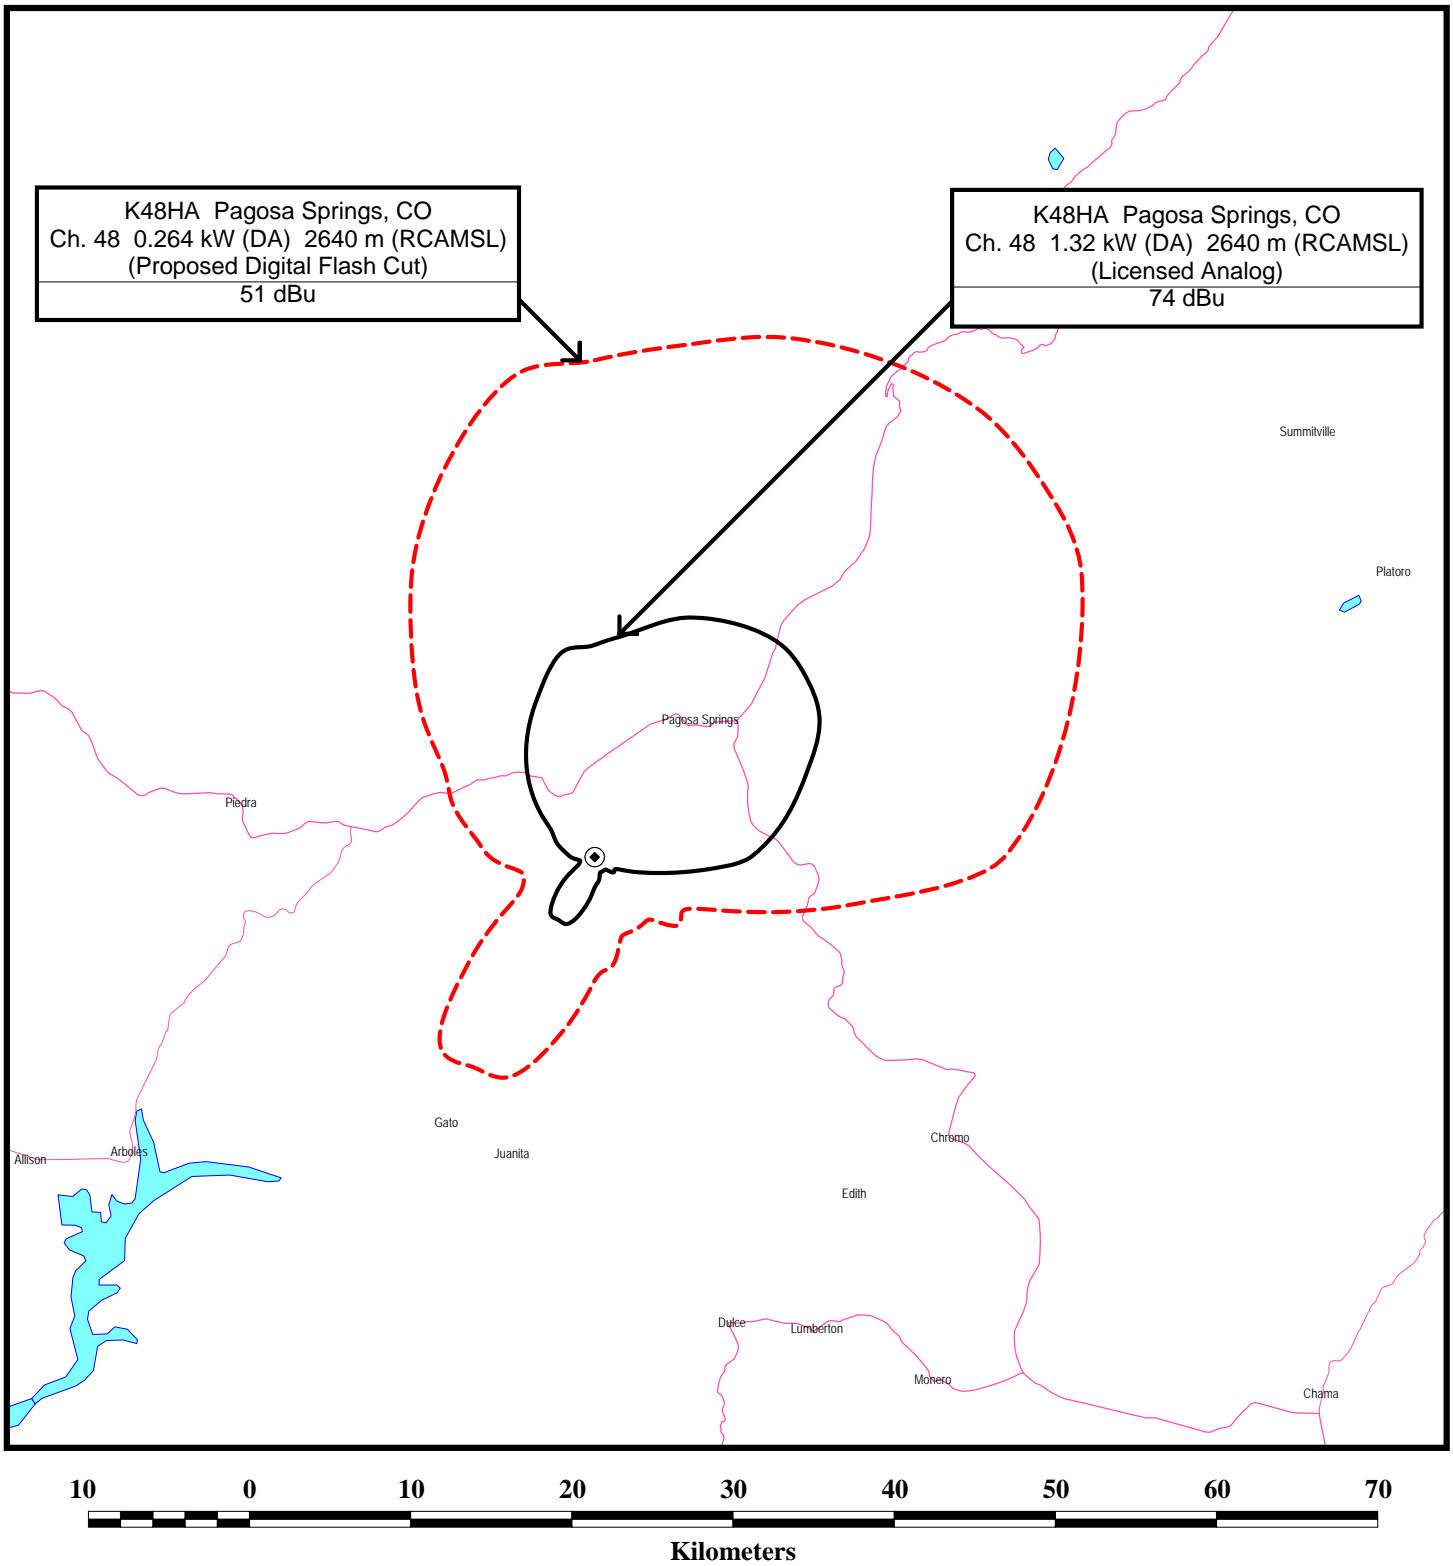 K48HA Pagosa Springs, CO
Ch. 48 0.264 kW (DA) 2640 m (RCAMSL)
(Proposed Digital Flash Cut)
51 dBu
K48HA Pagosa Springs, CO
Ch. 48 1.32 kW (DA) 2640 m (RCAMSL)
(Licensed Analog)
74 dBu
Summitville
Platoro
Pagosa Springs
Piedra
Gato
Chromo
Arboles
Juanita
Allison
Edith
Dulce
Lumberton
Monero
Chama
10 0 10 20 30 40 50 60 70
Kilometers